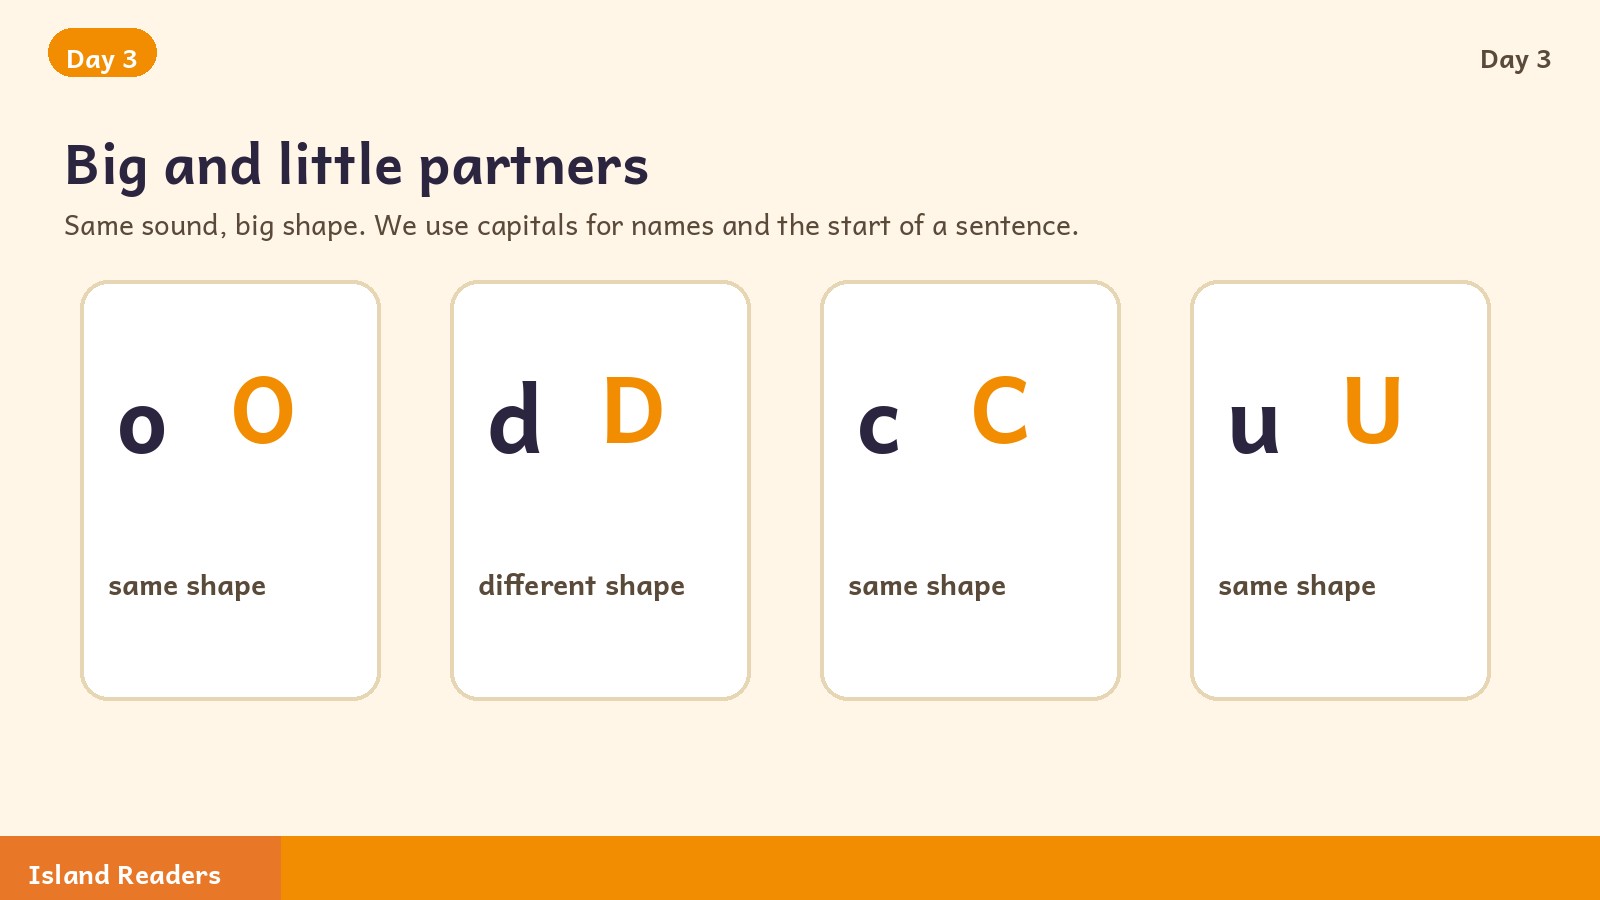 Day 3
Day 3
Big and little partners
Same sound, big shape. We use capitals for names and the start of a sentence.
o O
same shape
d D
different shape
c C
same shape
u U
same shape
Island Readers